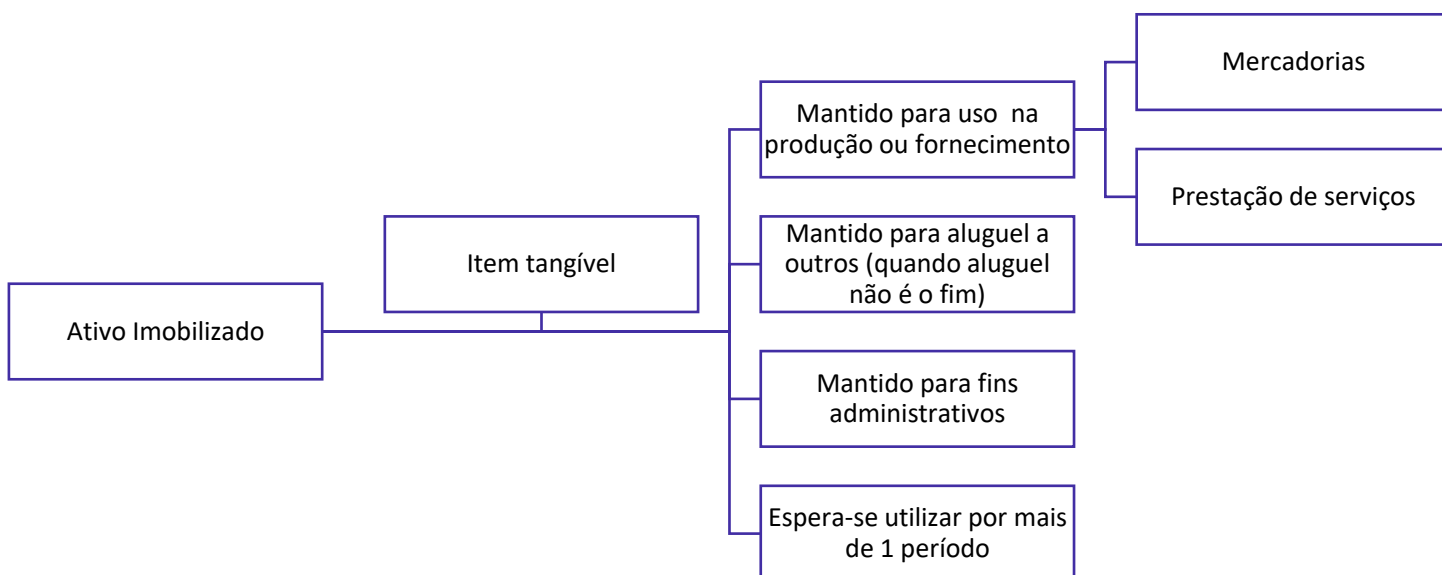 Ativo Imobilizado
Item tangível
Mantido para uso na
produção ou fornecimento
Mercadorias
Prestação de serviços
Mantido para aluguel a
outros (quando aluguel
não é o fim)
Mantido para fins
administrativos
Espera-se utilizar por mais
de 1 período